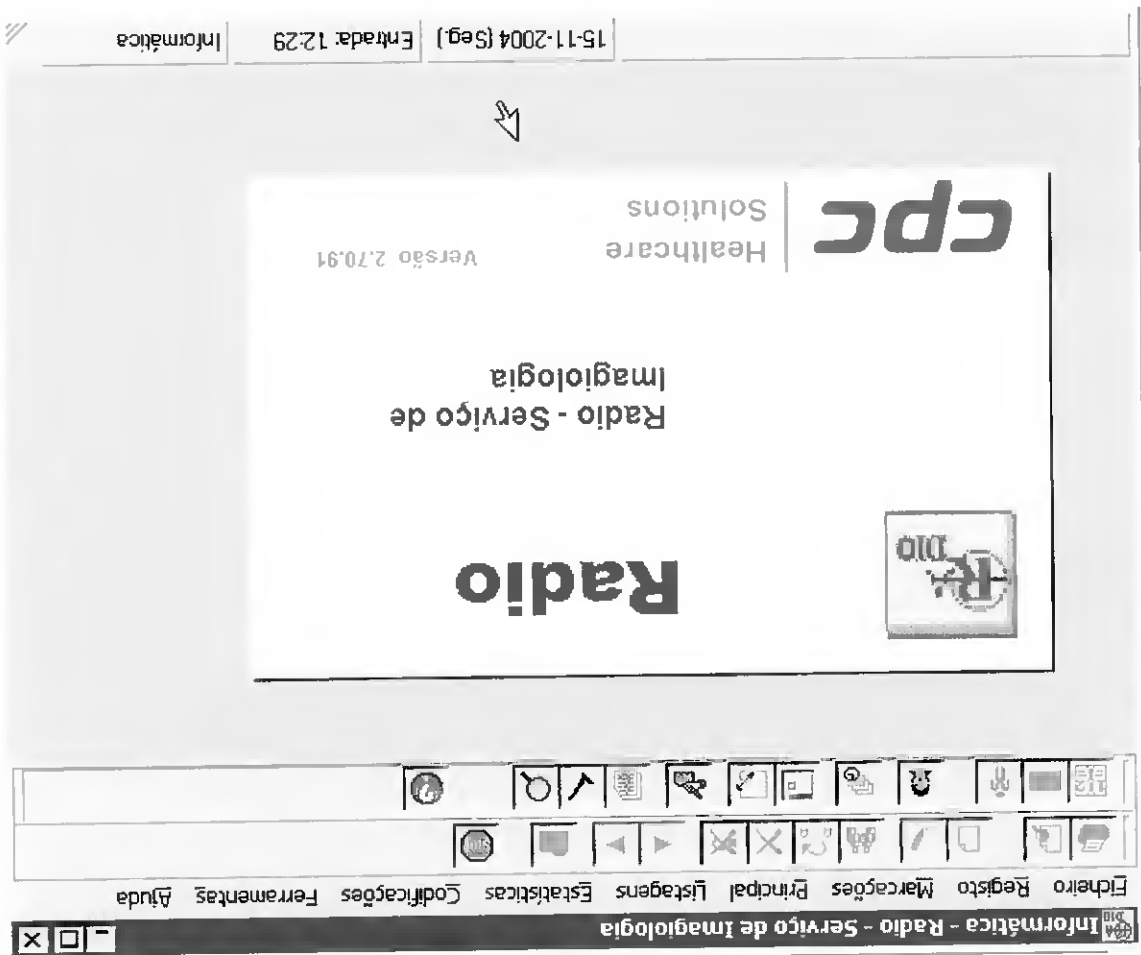 Informática - Radio - Serviço de Imagiologia
Ficheiro Registo Marcações Principal Listagens Estatísticas Codificações Ferramentas Ajuda
DIO
Radio
Radio - Serviço de
Imagiologia
cpc
Healthcare
Solutions
Versão 2.70.91
15-11-2004 (Seg.) Entrada: 12:29 Informática